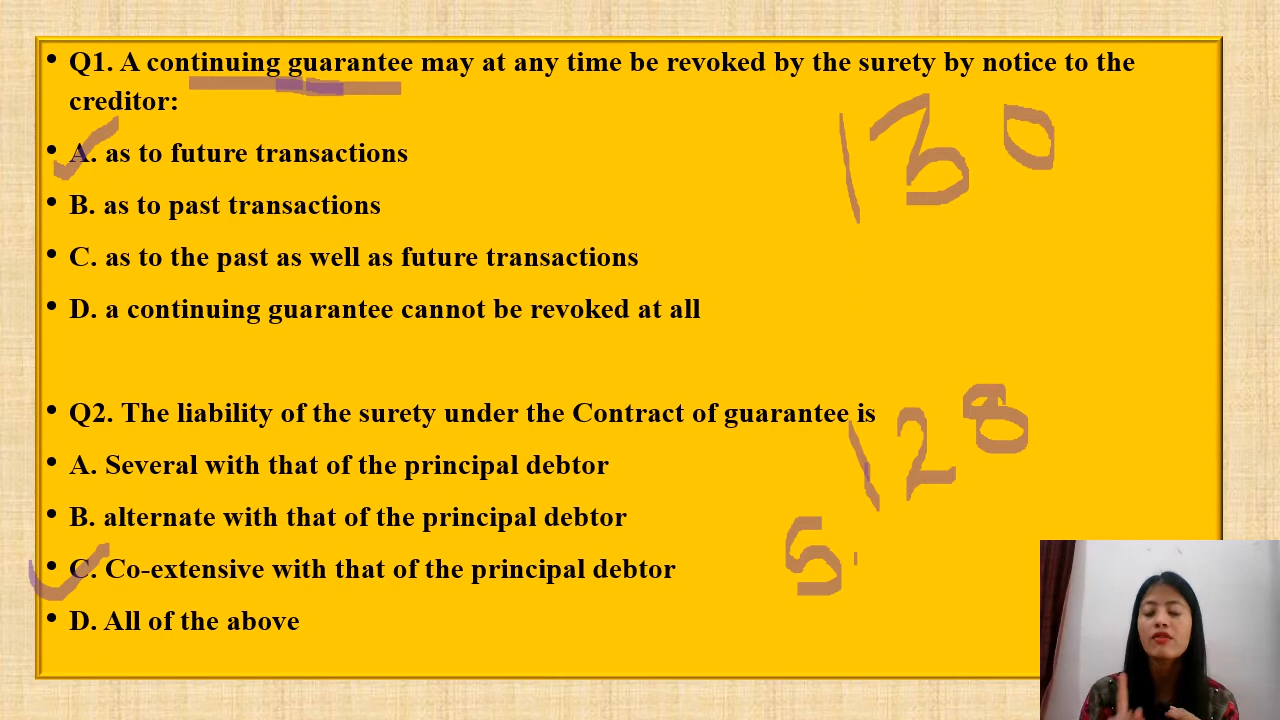 • Q1. A continuing guarantee may at any time be revoked by the surety by notice to the
creditor:
• A. as to future transactions
• B. as to past transactions
• C. as to the past as well as future transactions
• D. a continuing guarantee cannot be revoked at all
130
• Q2. The liability of the surety under the Contract of guarantee is
128
• A. Several with that of the principal debtor
• B. alternate with that of the principal debtor
• C. Co-extensive with that of the principal debtor
S.
• D. All of the above